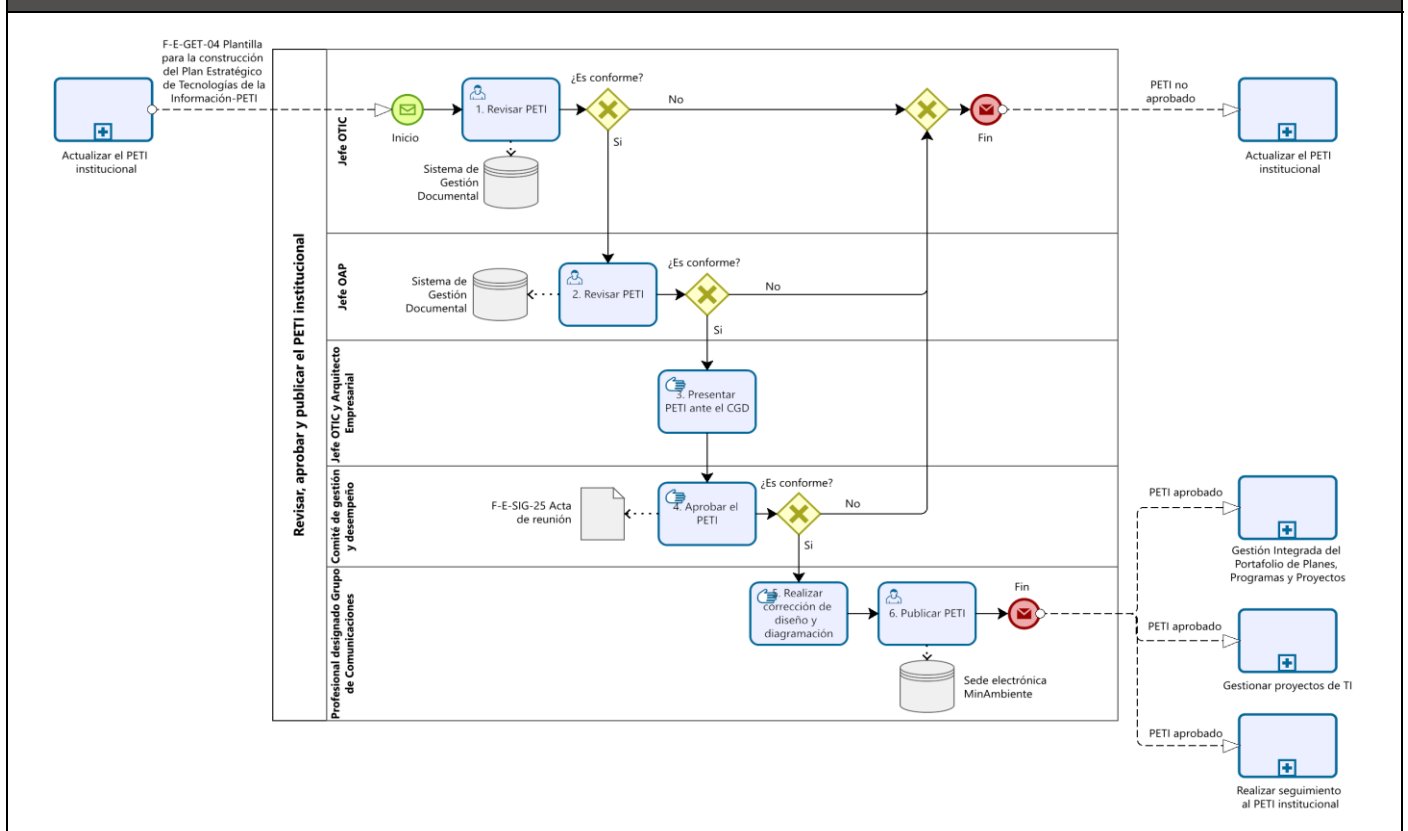 F-E-GET-04 Plantilla
para la construcción
del Plan Estratégico
de Tecnologías de la
Información-PETI
Actualizar el PETI
institucional
Revisar, aprobar y publicar el PETI institucional
Jefe OTIC
Inicio
1. Revisar PETI
¿Es conforme?
No
Si
Sistema de
Gestión
Documental
Fin
PETI no
aprobado
Actualizar el PETI
institucional
Jefe OAP
Sistema de
Gestión
Documental
2. Revisar PETI
¿Es conforme?
No
Si
Jefe OTIC y Arquitecto
Empresarial
3. Presentar
PETI ante el CGD
Comité de gestión
y desempeño
F-E-SIG-25 Acta
de reunión
4. Aprobar el
PETI
¿Es conforme?
No
Si
Profesional designado Grupo
de Comunicaciones
5. Realizar
corrección de
diseño y
diagramación
6. Publicar PETI
Fin
Sede electrónica
MinAmbiente
PETI aprobado
Gestión Integrada del
Portafolio de Planes,
Programas y Proyectos
PETI aprobado
Gestionar proyectos de TI
PETI aprobado
Realizar seguimiento
al PETI institucional